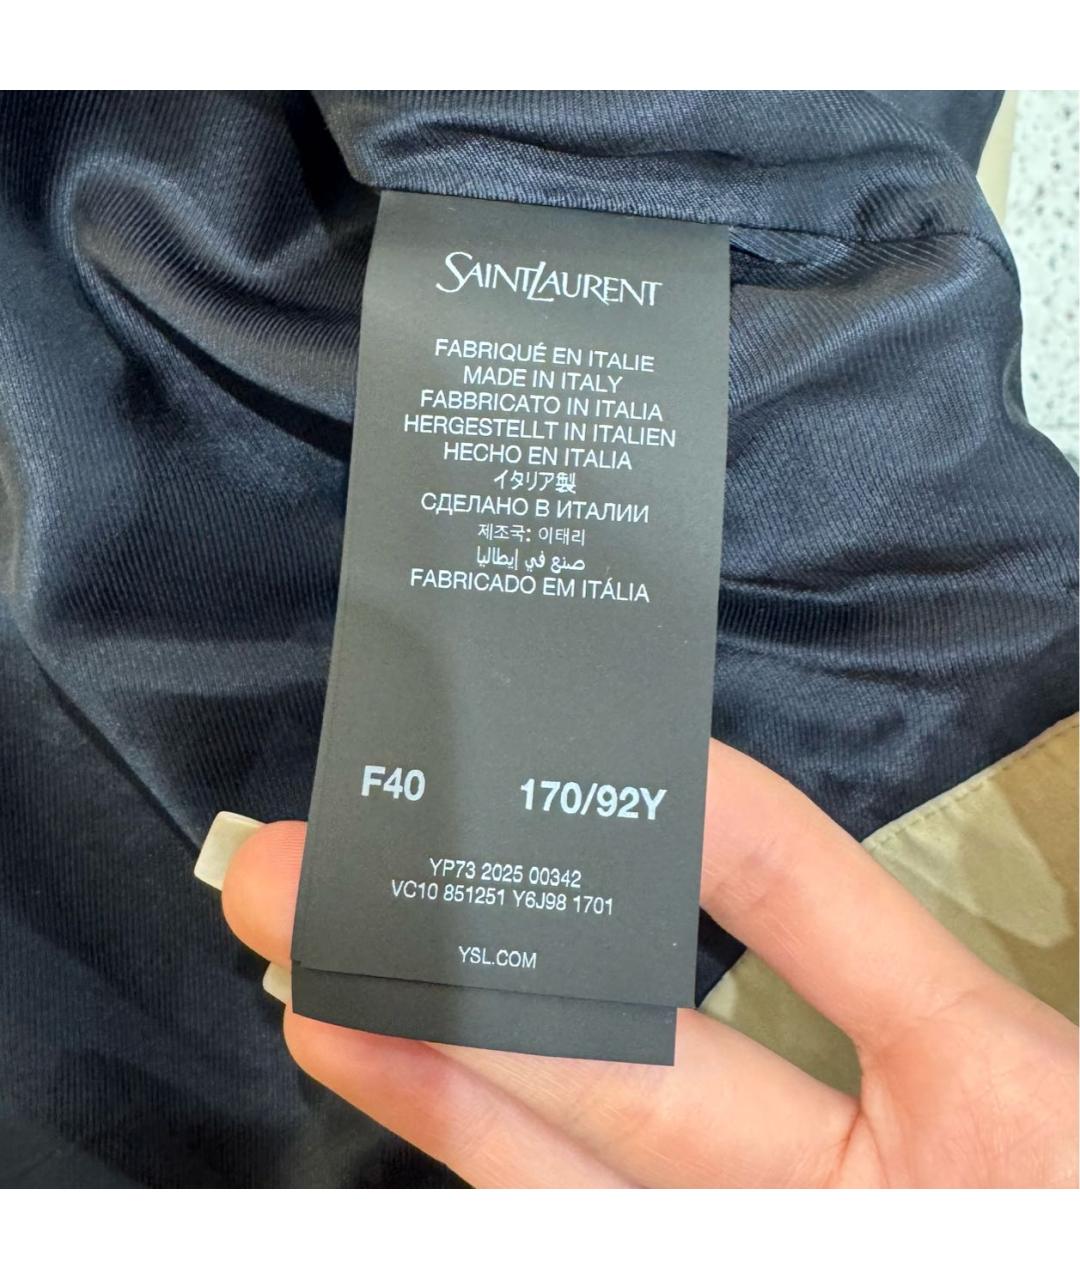 SAINT LAURENT
FABRIQUÉ EN ITALIE
MADE IN ITALY
FABBRICATO IN ITALIA
HERGESTELLT IN ITALIEN
HECHO EN ITALIA
イタリア製
СДЕЛАНО В ИТАЛИИ
제조국: 이태리
صنع في إيطاليا
FABRICADO EM ITÁLIA
F40 170/92Y
YP73 2025 00342
VC10 851251 Y6J98 1701
YSL.COM